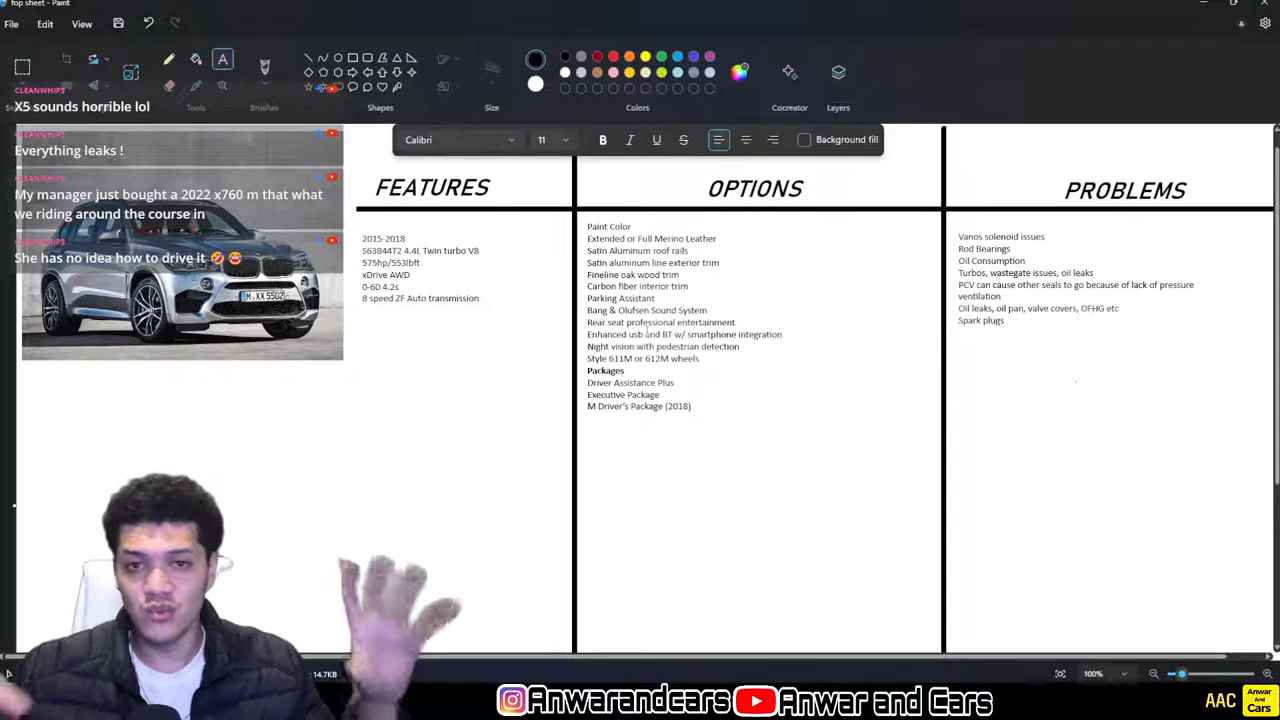 top sheet - Paint
File Edit View
Tools
Brushes
Shapes
Size
Colors
Cocreator
Layers
Calibri 11 B I U S Background fill
CLEANWHIPS
X5 sounds horrible lol
CLEANWHIPS
Everything leaks !
CLEANWHIPS
My manager just bought a 2022 x760 m that what
we riding around the course in
CLEANWHIPS
She has no idea how to drive it 🤣😂
M XX 5502
FEATURES
2015-2018
S63B44T2 4.4L Twin turbo V8
575hp/553lbft
xDrive AWD
0-60 4.2s
8 speed ZF Auto transmission
OPTIONS
Paint Color
Extended or Full Merino Leather
Satin Aluminum roof rails
Satin aluminum line exterior trim
Fineline oak wood trim
Carbon fiber interior trim
Parking Assistant
Bang & Olufsen Sound System
Rear seat professional entertainment
Enhanced usb and BT w/ smartphone integration
Night vision with pedestrian detection
Style 611M or 612M wheels
Packages
Driver Assistance Plus
Executive Package
M Driver's Package (2018)
PROBLEMS
Vanos solenoid issues
Rod Bearings
Oil Consumption
Turbos, wastegate issues, oil leaks
PCV can cause other seals to go because of lack of pressure
ventilation
Oil leaks, oil pan, valve covers, OFHG etc
Spark plugs
: 14.7KB
100%
@Anwarandcars Anwar and Cars
AAC
Anwar
And
Cars